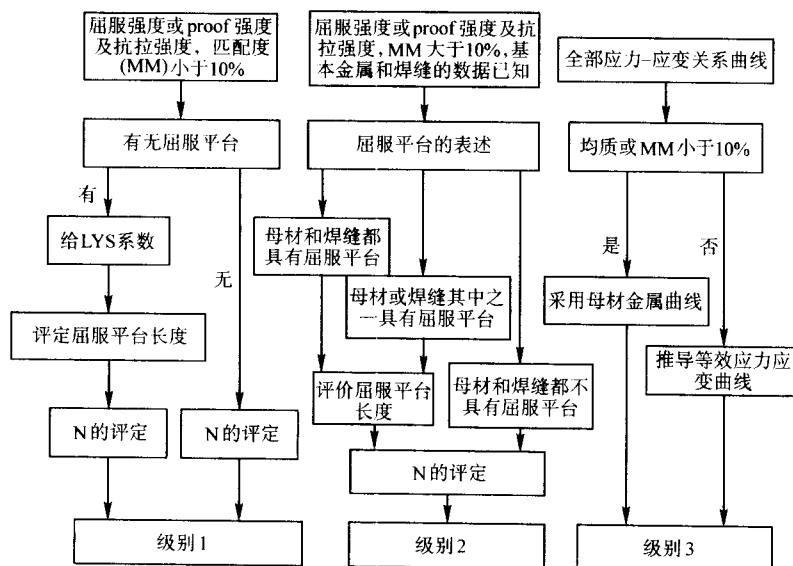 屈服强度或proof强度
及抗拉强度，匹配度
(MM)小于10%
有无屈服平台
有
无
给LYS系数
评定屈服平台长度
N的评定
N的评定
级别1
屈服强度或proof强度及抗
拉强度，MM大于10%，基
本金属和焊缝的数据已知
屈服平台的表述
母材和焊缝都
具有屈服平台
母材或焊缝其中之
一具有屈服平台
评价屈服平台
长度
母材和焊缝都不
具有屈服平台
N的评定
级别2
全部应力-应变关系曲线
均质或MM小于10%
是
否
采用母材金属曲线
推导等效应力应
变曲线
级别3